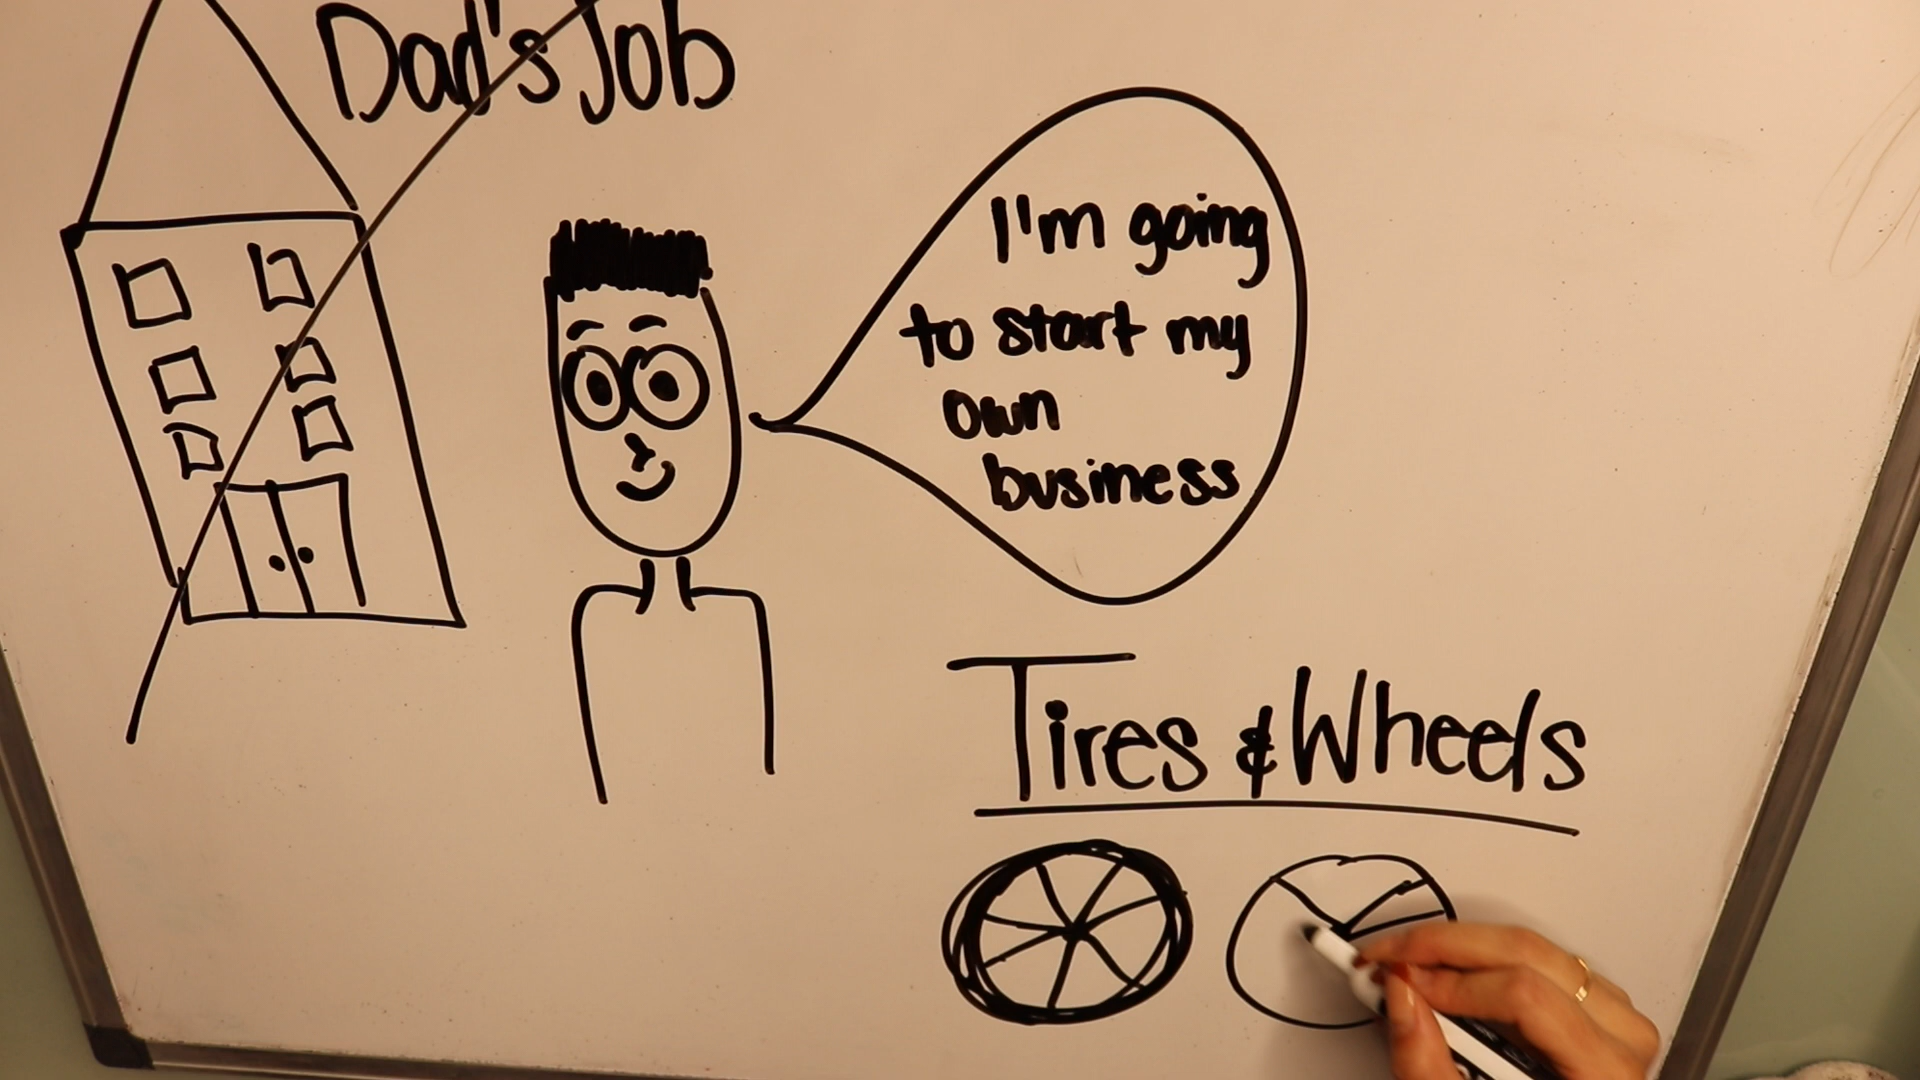 Dad's Job
I'm going
to start my
own
business
Tires & Wheels